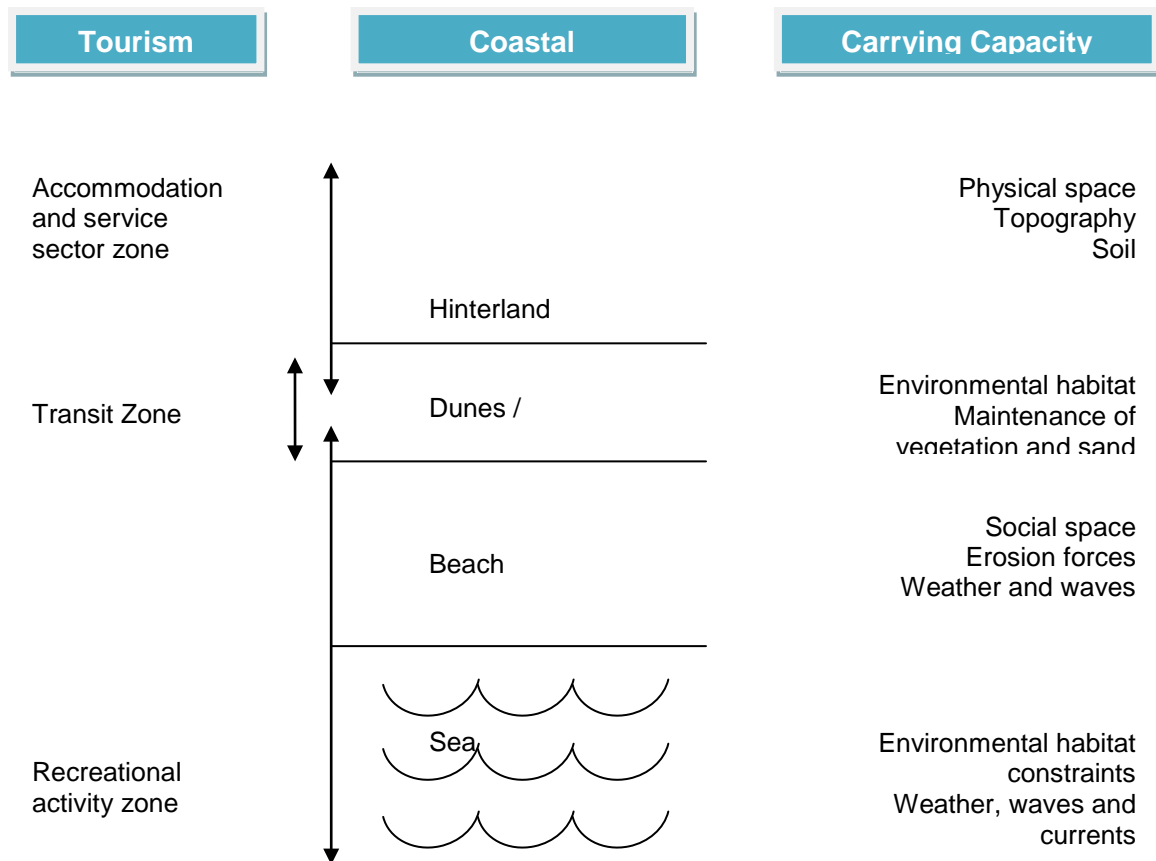 Tourism
Coastal
Carrying Capacity
Accommodation
and service
sector zone
Physical space
Topography
Soil
Hinterland
Transit Zone
Dunes /
Environmental habitat
Maintenance of
vegetation and sand
Beach
Social space
Erosion forces
Weather and waves
Sea
Recreational
activity zone
Environmental habitat
constraints
Weather, waves and
currents